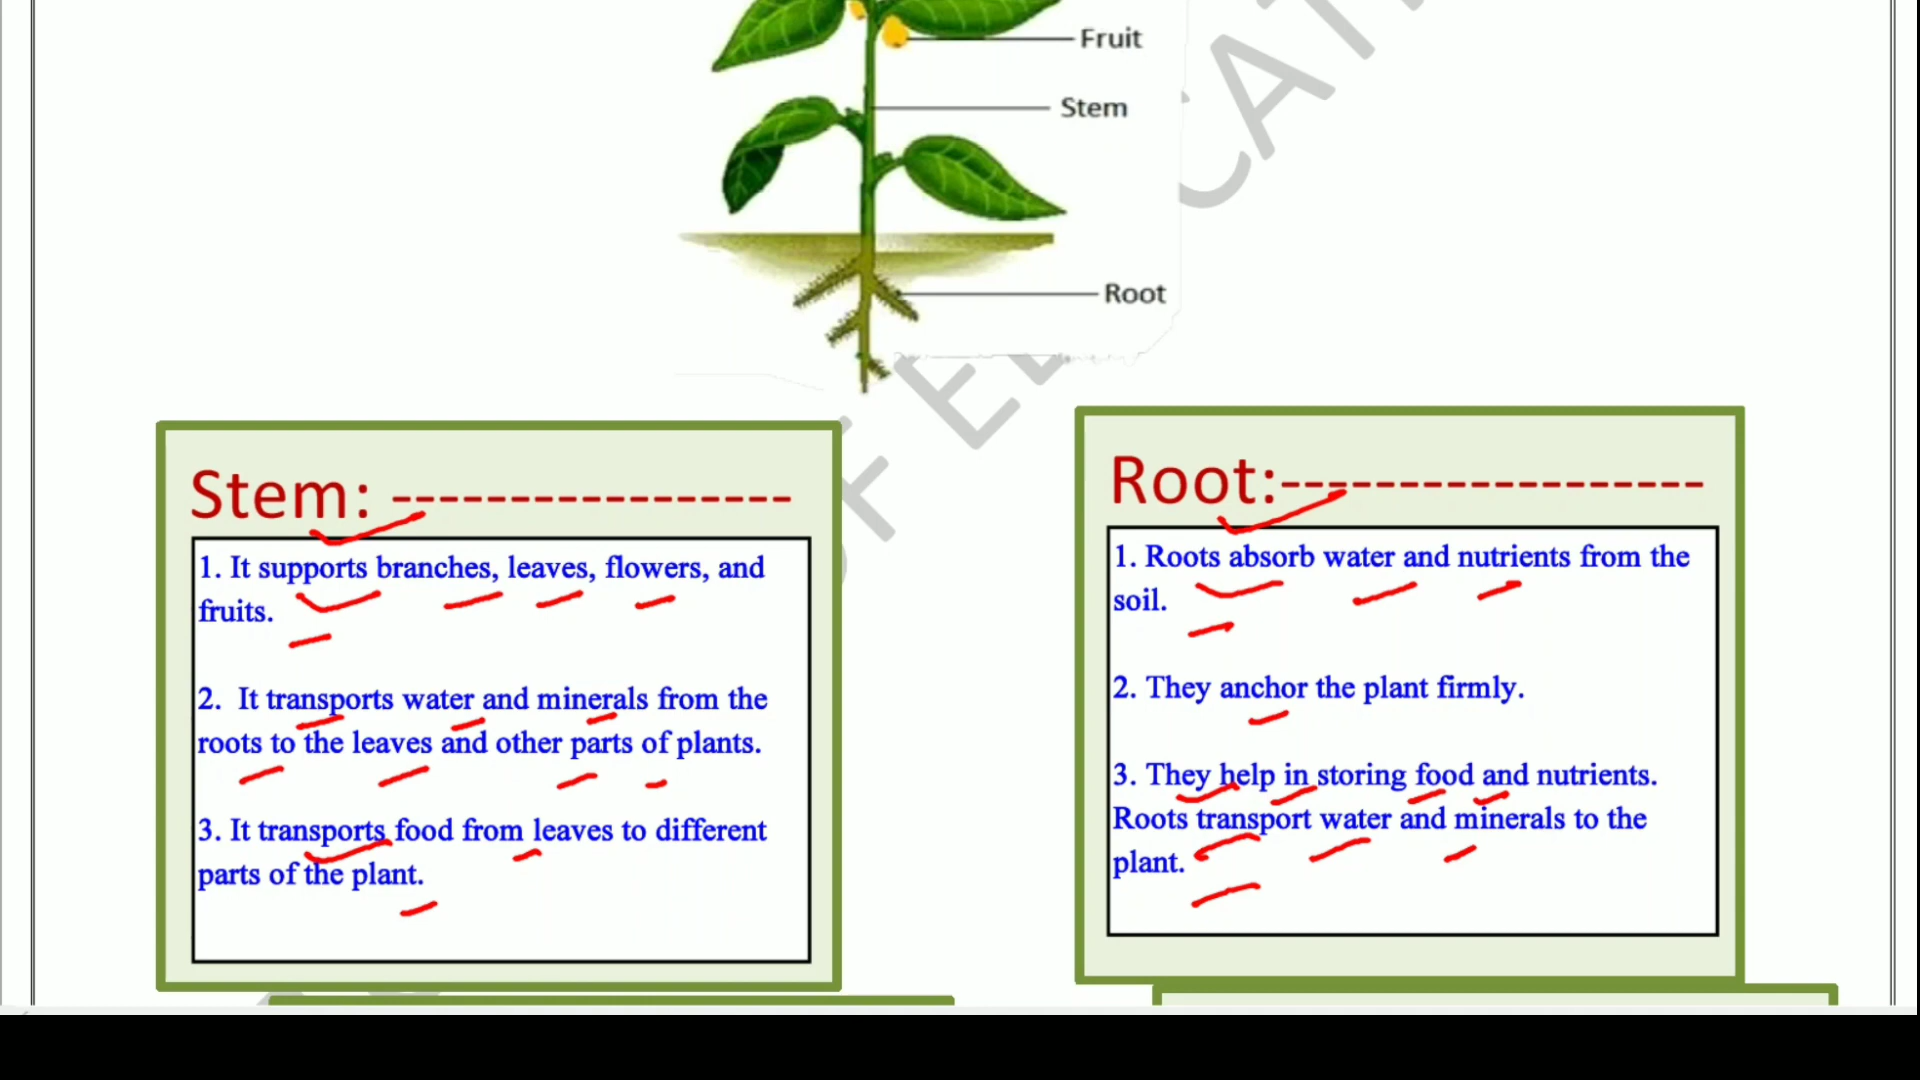 Fruit
Stem
Root
Stem: -----------------
1. It supports branches, leaves, flowers, and
fruits.
2. It transports water and minerals from the
roots to the leaves and other parts of plants.
3. It transports food from leaves to different
parts of the plant.
Root:------------------
1. Roots absorb water and nutrients from the
soil.
2. They anchor the plant firmly.
3. They help in storing food and nutrients.
Roots transport water and minerals to the
plant.